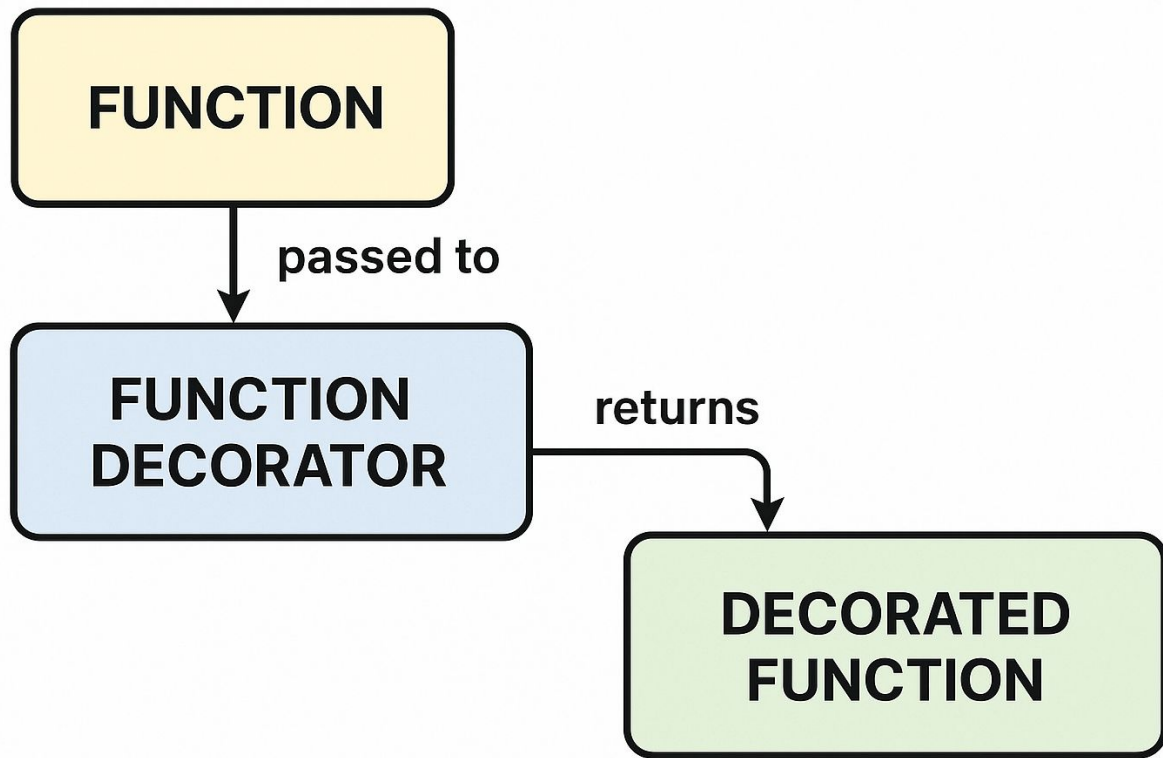 FUNCTION
passed to
FUNCTION
DECORATOR
returns
DECORATED
FUNCTION